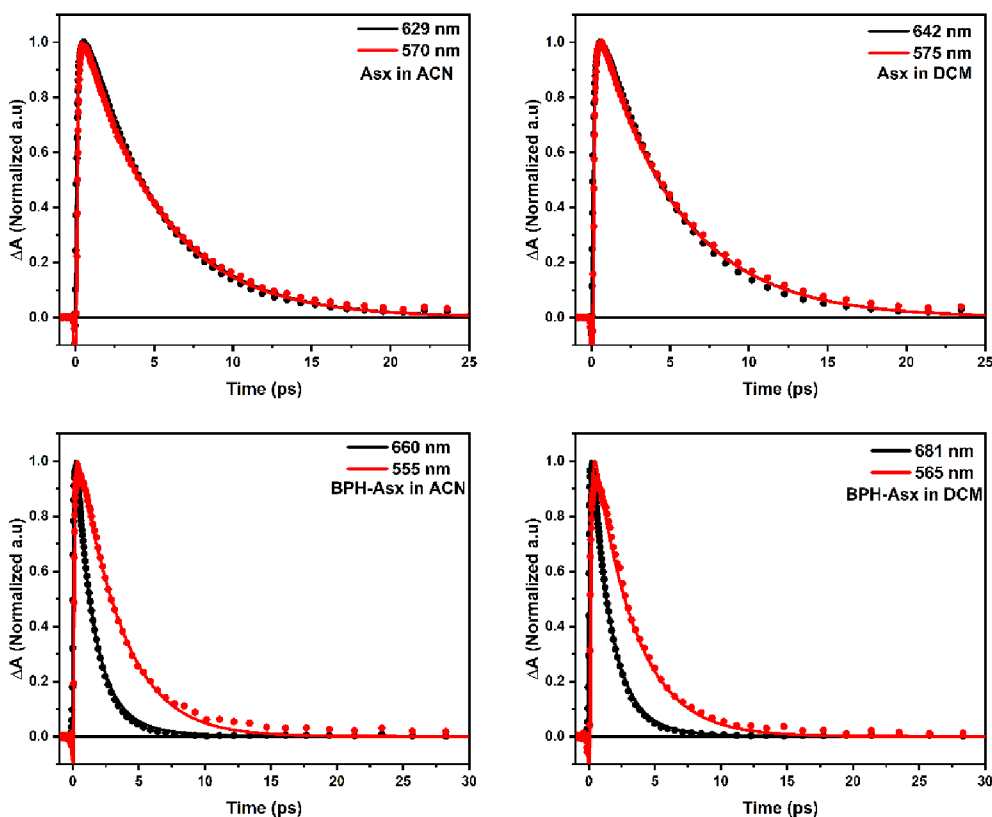 629 nm
570 nm
Asx in ACN
ΔA (Normalized a.u)
1.0
0.8
0.6
0.4
0.2
0.0
0 5 10 15 20 25
Time (ps)
642 nm
575 nm
Asx in DCM
ΔA (Normalized a.u)
1.0
0.8
0.6
0.4
0.2
0.0
0 5 10 15 20 25
Time (ps)
660 nm
555 nm
BPH-Asx in ACN
ΔA (Normalized a.u)
1.0
0.8
0.6
0.4
0.2
0.0
0 5 10 15 20 25 30
Time (ps)
681 nm
565 nm
BPH-Asx in DCM
ΔA (Normalized a.u)
1.0
0.8
0.6
0.4
0.2
0.0
0 5 10 15 20 25 30
Time (ps)